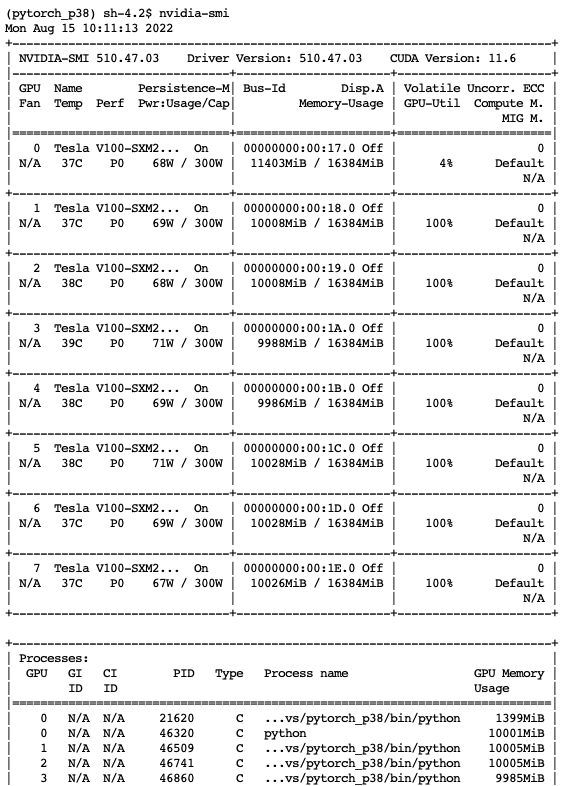 (pytorch_p38) sh-4.2$ nvidia-smi
Mon Aug 15 10:11:13 2022
+-----------------------------------------------------------------------------+
| NVIDIA-SMI 510.47.03    Driver Version: 510.47.03    CUDA Version: 11.6     |
|-------------------------------+----------------------+----------------------+
| GPU  Name        Persistence-M| Bus-Id        Disp.A | Volatile Uncorr. ECC |
| Fan  Temp  Perf  Pwr:Usage/Cap|         Memory-Usage | GPU-Util  Compute M. |
|                               |                      |               MIG M. |
|===============================+======================+======================|
|   0  Tesla V100-SXM2...  On   | 00000000:00:17.0 Off |                    0 |
| N/A   37C    P0    68W / 300W |  11403MiB / 16384MiB |      4%      Default |
|                               |                      |                  N/A |
+-------------------------------+----------------------+----------------------+
|   1  Tesla V100-SXM2...  On   | 00000000:00:18.0 Off |                    0 |
| N/A   37C    P0    69W / 300W |  10008MiB / 16384MiB |    100%      Default |
|                               |                      |                  N/A |
+-------------------------------+----------------------+----------------------+
|   2  Tesla V100-SXM2...  On   | 00000000:00:19.0 Off |                    0 |
| N/A   38C    P0    68W / 300W |  10008MiB / 16384MiB |    100%      Default |
|                               |                      |                  N/A |
+-------------------------------+----------------------+----------------------+
|   3  Tesla V100-SXM2...  On   | 00000000:00:1A.0 Off |                    0 |
| N/A   39C    P0    71W / 300W |   9988MiB / 16384MiB |    100%      Default |
|                               |                      |                  N/A |
+-------------------------------+----------------------+----------------------+
|   4  Tesla V100-SXM2...  On   | 00000000:00:1B.0 Off |                    0 |
| N/A   38C    P0    69W / 300W |   9986MiB / 16384MiB |    100%      Default |
|                               |                      |                  N/A |
+-------------------------------+----------------------+----------------------+
|   5  Tesla V100-SXM2...  On   | 00000000:00:1C.0 Off |                    0 |
| N/A   38C    P0    71W / 300W |  10028MiB / 16384MiB |    100%      Default |
|                               |                      |                  N/A |
+-------------------------------+----------------------+----------------------+
|   6  Tesla V100-SXM2...  On   | 00000000:00:1D.0 Off |                    0 |
| N/A   37C    P0    69W / 300W |  10028MiB / 16384MiB |    100%      Default |
|                               |                      |                  N/A |
+-------------------------------+----------------------+----------------------+
|   7  Tesla V100-SXM2...  On   | 00000000:00:1E.0 Off |                    0 |
| N/A   37C    P0    67W / 300W |  10026MiB / 16384MiB |    100%      Default |
|                               |                      |                  N/A |
+-------------------------------+----------------------+----------------------+

+-----------------------------------------------------------------------------+
| Processes:                                                                  |
|  GPU   GI   CI        PID   Type   Process name                  GPU Memory |
|        ID   ID                                                   Usage      |
|=============================================================================|
|    0   N/A  N/A     21620      C   ...vs/pytorch_p38/bin/python     1399MiB |
|    0   N/A  N/A     46320      C   python                          10001MiB |
|    1   N/A  N/A     46509      C   ...vs/pytorch_p38/bin/python    10005MiB |
|    2   N/A  N/A     46741      C   ...vs/pytorch_p38/bin/python    10005MiB |
|    3   N/A  N/A     46860      C   ...vs/pytorch_p38/bin/python     9985MiB |